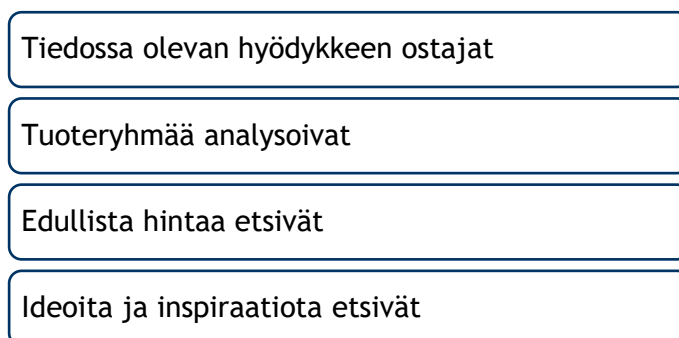 Tiedossa olevan hyödykkeen ostajat
Tuoteryhmää analysoivat
Edullista hintaa etsivät
Ideoita ja inspiraatiota etsivät